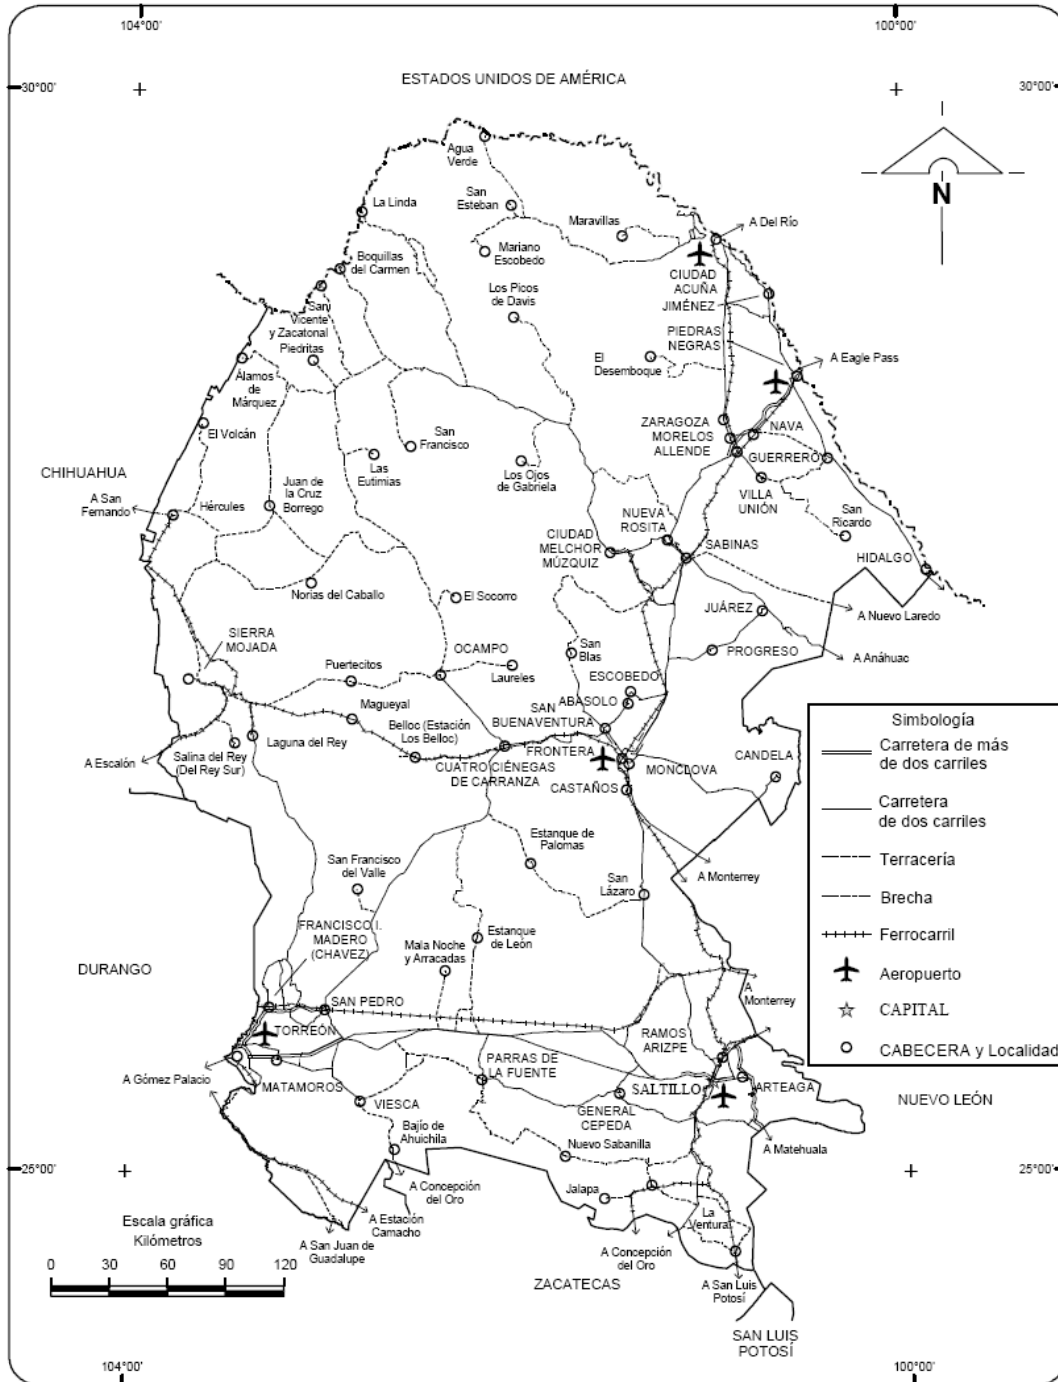 104°00'
100°00'
30°00'
30°00'
ESTADOS UNIDOS DE AMÉRICA
Agua
Verde
La Linda
San
Esteban
Maravillas
A Del Río
Mariano
Escobedo
Boquillas
del Carmen
CIUDAD
ACUÑA
JIMÉNEZ
N
Los Picos
de Davis
San
Vicente
y Zacatonal
Piedritas
PIEDRAS
NEGRAS
A Eagle Pass
El
Desemboque
Álamos
de
Márquez
El Volcán
San
Francisco
ZARAGOZA
MORELOS
ALLENDE
NAVA
GUERRERO
Las
Eutimias
Los Ojos
de Gabriela
CHIHUAHUA
VILLA
UNIÓN
A San
Fernando
Hércules
Juan de
la Cruz
Borrego
NUEVA
ROSITA
San
Ricardo
CIUDAD
MELCHOR
MÚZQUIZ
SABINAS
HIDALGO
Norias del Caballo
El Socorro
JUÁREZ
A Nuevo Laredo
SIERRA
MOJADA
OCAMPO
San
Blas
PROGRESO
A Anáhuac
Puertecitos
Laureles
ESCOBEDO
ABASOLO
Magueyal
SAN
BUENAVENTURA
Belloc (Estación
Los Belloc)
Laguna del Rey
Salina del Rey
(Del Rey Sur)
A Escalón
FRONTERA
CUATRO CIÉNEGAS
DE CARRANZA
MONCLOVA
CANDELA
CASTAÑOS
Simbología
Carretera de más
de dos carriles
Carretera
de dos carriles
Terracería
Brecha
Ferrocarril
Aeropuerto
CAPITAL
CABECERA y Localidad
Estanque de
Palomas
San Francisco
del Valle
San
Lázaro
A Monterrey
FRANCISCO I.
MADERO
(CHAVEZ)
Mala Noche
y Arracadas
Estanque
de León
DURANGO
A
Monterrey
SAN PEDRO
TORREÓN
RAMOS
ARIZPE
PARRAS DE
LA FUENTE
A Gómez Palacio
MATAMOROS
SALTILLO
ARTEAGA
NUEVO LEÓN
VIESCA
GENERAL
CEPEDA
Bajío de
Ahuichila
Nuevo Sabanilla
A Matehuala
25°00'
25°00'
A Concepción
del Oro
Jalapa
La
Ventura
Escala gráfica
Kilómetros
A Estación
Camacho
A San Juan de
Guadalupe
A Concepción
del Oro
0 30 60 90 120
ZACATECAS
A San Luis
Potosí
SAN LUIS
POTOSÍ
104°00'
100°00'